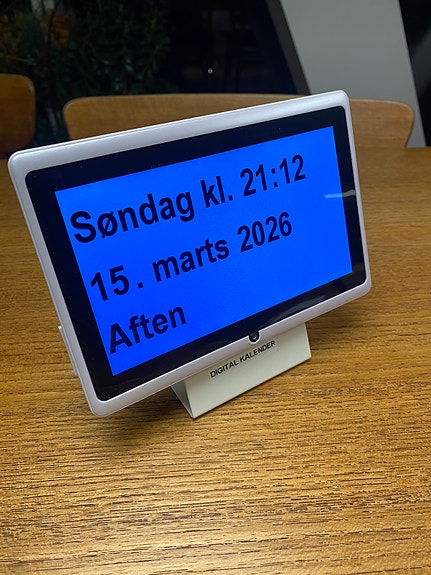 Søndag kl. 21:12
15. marts 2026
Aften
DIGITAL KALENDER